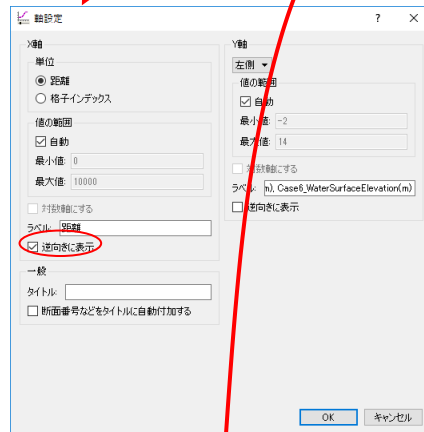 軸設定
X軸
単位
距離
格子インデックス
値の範囲
自動
最小値: 0
最大値: 10000
対数軸にする
ラベル: 距離
逆向きに表示
一般
タイトル:
断面番号などをタイトルに自動付加する
Y軸
左側
値の範囲
自動
最小値: -2
最大値: 14
対数軸にする
ラベル: n), Case6_WaterSurfaceElevation(m)
逆向きに表示
OK
キャンセル